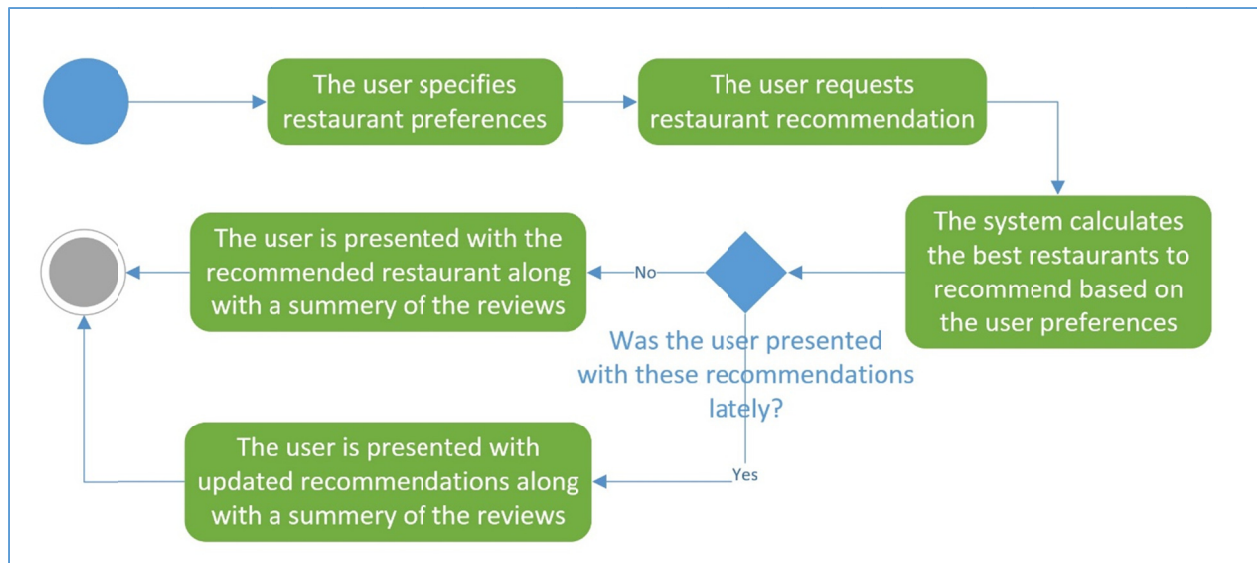 The user specifies
restaurant preferences
The user requests
restaurant recommendation
The system calculates
the best restaurants to
recommend based on
the user preferences
Was the user presented
with these recommendations
lately?
No
The user is presented with the
recommended restaurant along
with a summery of the reviews
Yes
The user is presented with
updated recommendations along
with a summery of the reviews